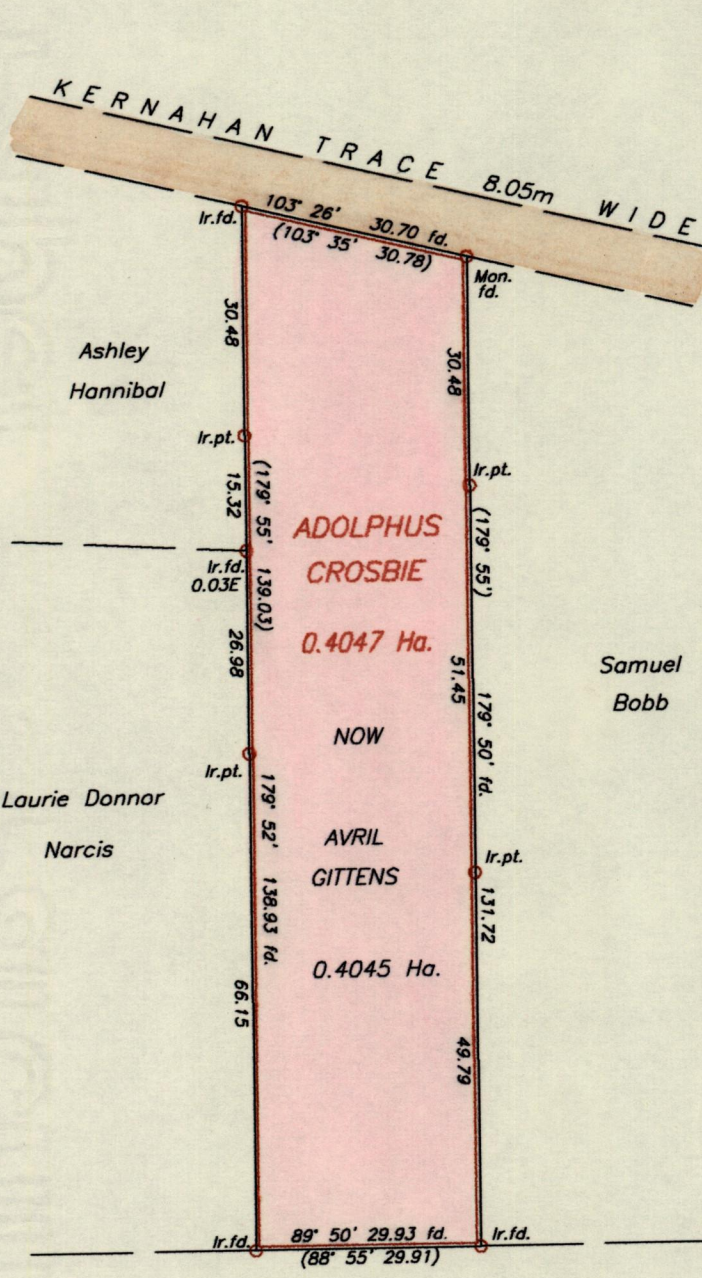 KERNAHAN TRACE 8.05m WIDE
Ir.fd.
103° 26' 30.70 fd.
(103° 35' 30.78)
Mon.
fd.
30.48
30.48
Ashley
Hannibal
Ir.pt.
Ir.pt.
15.32
(179° 55' 139.03)
(179° 55')
ADOLPHUS
CROSBIE
Ir.fd.
0.03E
0.4047 Ha.
26.98
51.45
Samuel
Bobb
179° 50' fd.
131.72
NOW
Ir.pt.
Laurie Donnor
Narcis
179° 52' 138.93 fd.
AVRIL
GITTENS
Ir.pt.
0.4045 Ha.
66.15
49.79
Ir.fd.
89° 50' 29.93 fd.
(88° 55' 29.91)
Ir.fd.